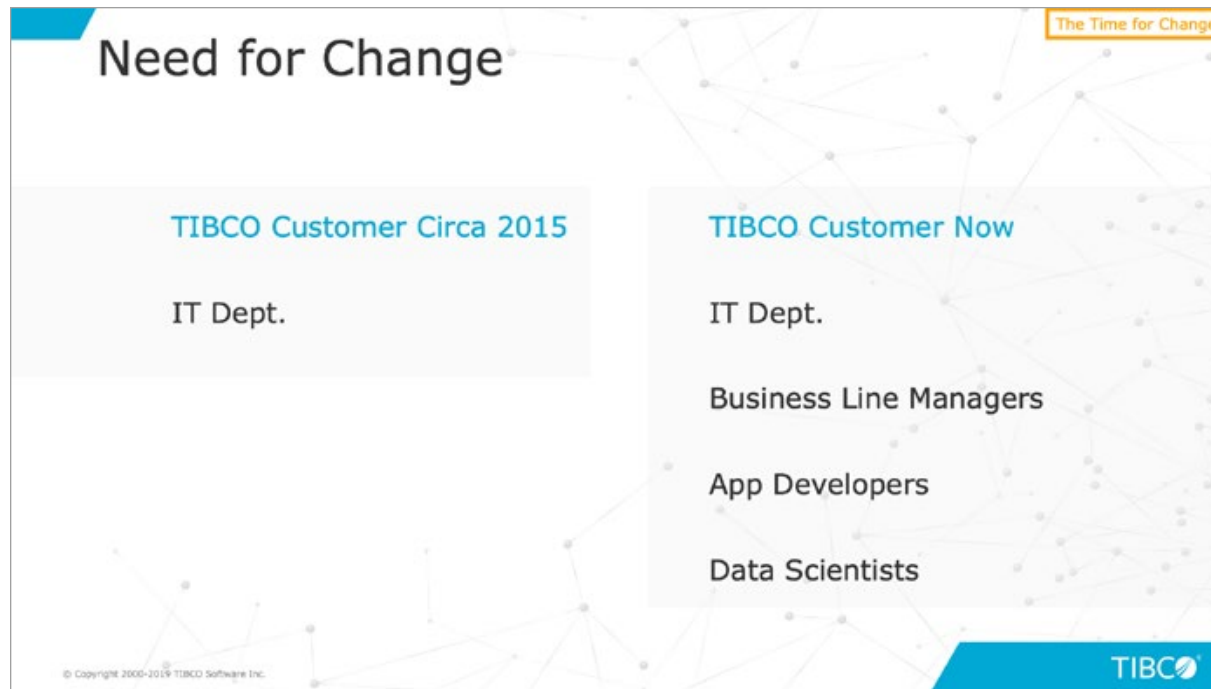 The Time for Change
Need for Change
TIBCO Customer Circa 2015
IT Dept.
TIBCO Customer Now
IT Dept.
Business Line Managers
App Developers
Data Scientists
© Copyright 2000-2019 TIBCO Software Inc.
TIBCO